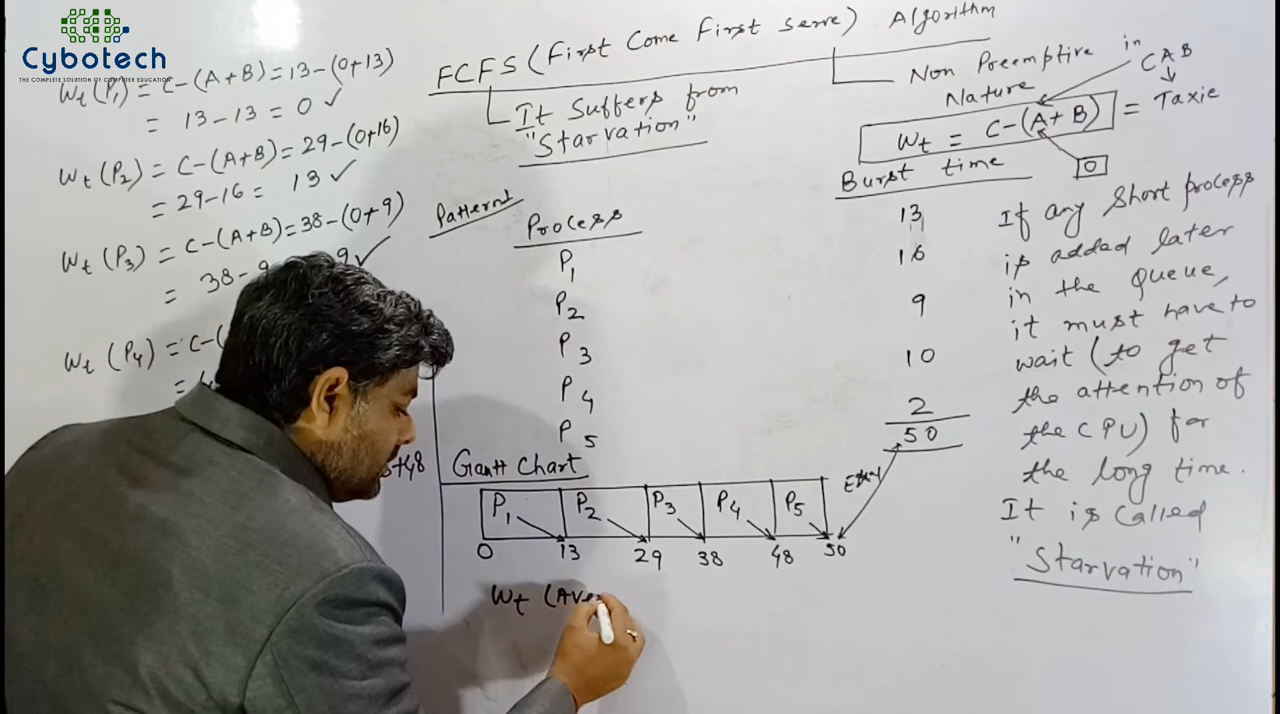 Cybotech
THE COMPLETE SOLUTION OF COMPUTER EDUCATION
FCFS (First Come First Serve) Algorithm
It Suffers from
"Starvation"
Non Preemptive
Nature
in CAB
Wt = C-(A+B) = Taxie
0
Wt (P1) = C-(A+B) = 13-(0+13)
= 13-13 = 0 ✓
Wt (P2) = C-(A+B) = 29-(0+16)
= 29-16 = 13 ✓
Wt (P3) = C-(A+B) = 38-(0+9)
= 38-9 9 ✓
Wt (P4) = C-(
=
+48
Patternt
Process
P1
P2
P3
P4
P5
Burst time
13
16
9
10
2
50
If any Short process
is added later
in the Queue,
it must have to
wait (to get
the attention of
the CPU) for
the long time.
It is called
"Starvation"
Gantt Chart
P1 P2 P3 P4 P5
0 13 29 38 48 50
Wt (Ave